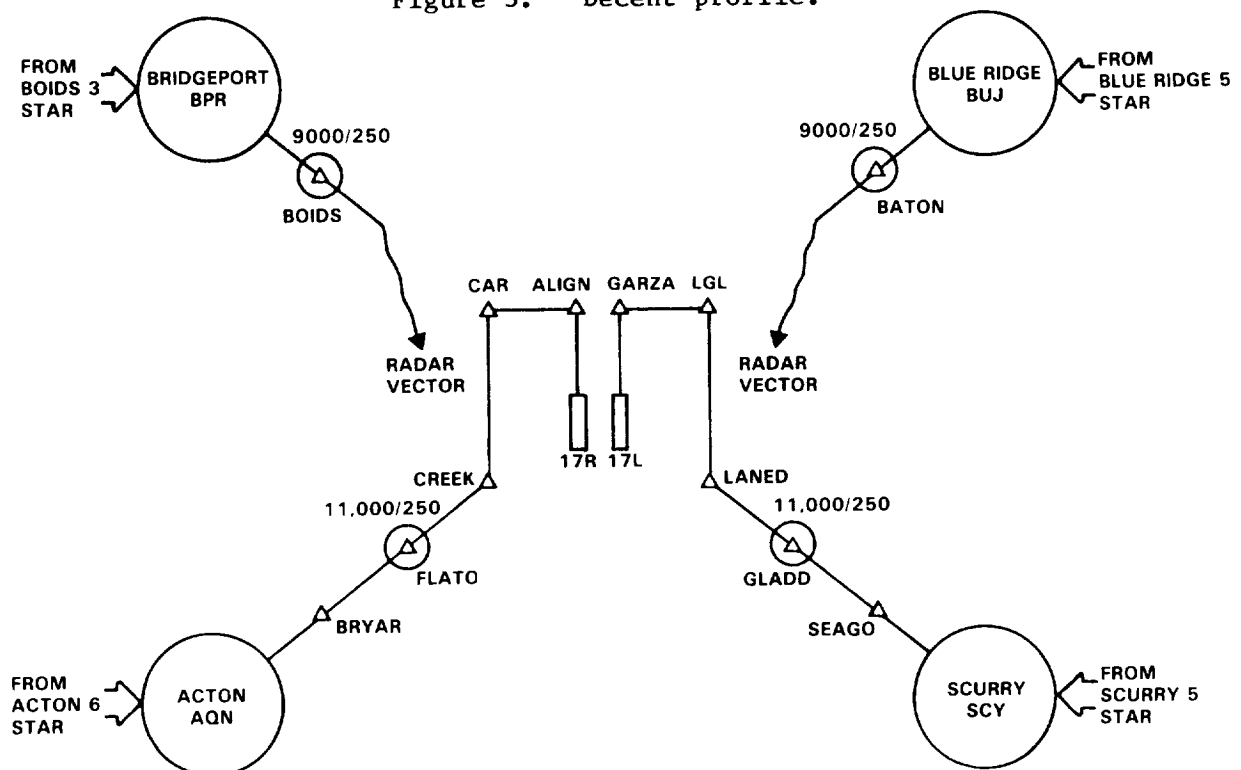 Figure 3. Decent profile.
FROM
BOIDS 3
STAR
BRIDGEPORT
BPR
9000/250
BOIDS
BLUE RIDGE
BUJ
FROM
BLUE RIDGE 5
STAR
9000/250
BATON
CAR ALIGN GARZA LGL
RADAR
VECTOR
RADAR
VECTOR
17R 17L
CREEK
LANED
11,000/250
11,000/250
FLATO
GLADD
BRYAR
SEAGO
FROM
ACTON 6
STAR
ACTON
AQN
SCURRY
SCY
FROM
SCURRY 5
STAR